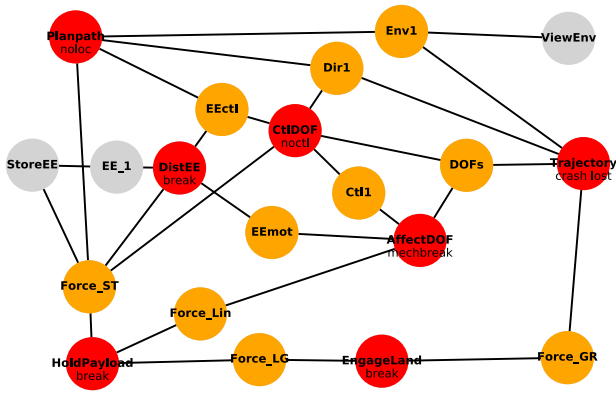 Planpath
noloc
Env1
ViewEnv
Dir1
EEctl
CtlDOF
noctl
StoreEE
EE_1
DistEE
break
DOFs
Trajectory
crash lost
Ctl1
EEmot
AffectDOF
mechbreak
Force_ST
Force_Lin
HoldPayload
break
Force_LG
EngageLand
break
Force_GR